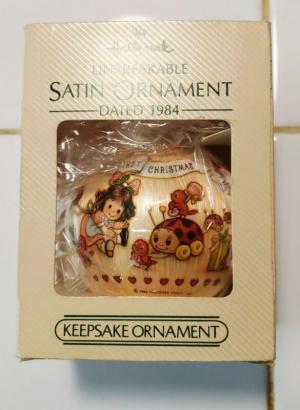 Hallmark
UNBREAKABLE
SATIN ORNAMENT
DATED 1984
FIRST CHRISTMAS
KEEPSAKE ORNAMENT